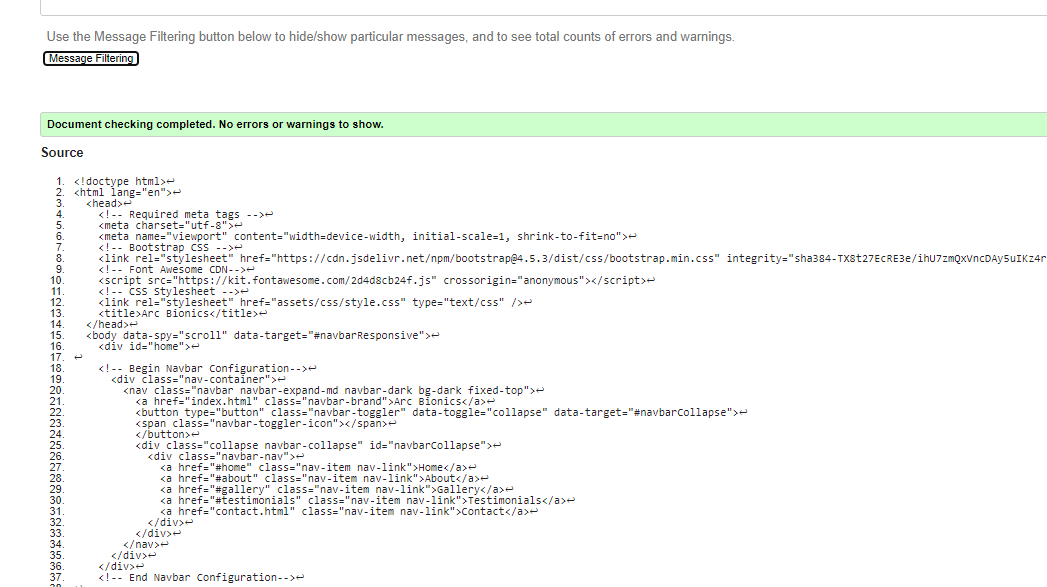 Use the Message Filtering button below to hide/show particular messages, and to see total counts of errors and warnings.
Message Filtering
Document checking completed. No errors or warnings to show.
Source
1. <!doctype html>↩
2. <html lang="en">↩
3. <head>↩
4. <!-- Required meta tags -->↩
5. <meta charset="utf-8">↩
6. <meta name="viewport" content="width=device-width, initial-scale=1, shrink-to-fit=no">↩
7. <!-- Bootstrap CSS -->↩
8. <link rel="stylesheet" href="https://cdn.jsdelivr.net/npm/bootstrap@4.5.3/dist/css/bootstrap.min.css" integrity="sha384-TX8t27EcRE3e/ihU7zmQxVncDAy5uIKz4r
9. <!-- Font Awesome CDN-->↩
10. <script src="https://kit.fontawesome.com/2d4d8cb24f.js" crossorigin="anonymous"></script>↩
11. <!-- CSS Stylesheet -->↩
12. <link rel="stylesheet" href="assets/css/style.css" type="text/css" />↩
13. <title>Arc Bionics</title>↩
14. </head>↩
15. <body data-spy="scroll" data-target="#navbarResponsive">↩
16. <div id="home">↩
17. ↩
18. <!-- Begin Navbar Configuration-->↩
19. <div class="nav-container">↩
20. <nav class="navbar navbar-expand-md navbar-dark bg-dark fixed-top">↩
21. <a href="index.html" class="navbar-brand">Arc Bionics</a>↩
22. <button type="button" class="navbar-toggler" data-toggle="collapse" data-target="#navbarCollapse">↩
23. <span class="navbar-toggler-icon"></span>↩
24. </button>↩
25. <div class="collapse navbar-collapse" id="navbarCollapse">↩
26. <div class="navbar-nav">↩
27. <a href="#home" class="nav-item nav-link">Home</a>↩
28. <a href="#about" class="nav-item nav-link">About</a>↩
29. <a href="#gallery" class="nav-item nav-link">Gallery</a>↩
30. <a href="#testimonials" class="nav-item nav-link">Testimonials</a>↩
31. <a href="contact.html" class="nav-item nav-link">Contact</a>↩
32. </div>↩
33. </div>↩
34. </nav>↩
35. </div>↩
36. </div>↩
37. <!-- End Navbar Configuration-->↩